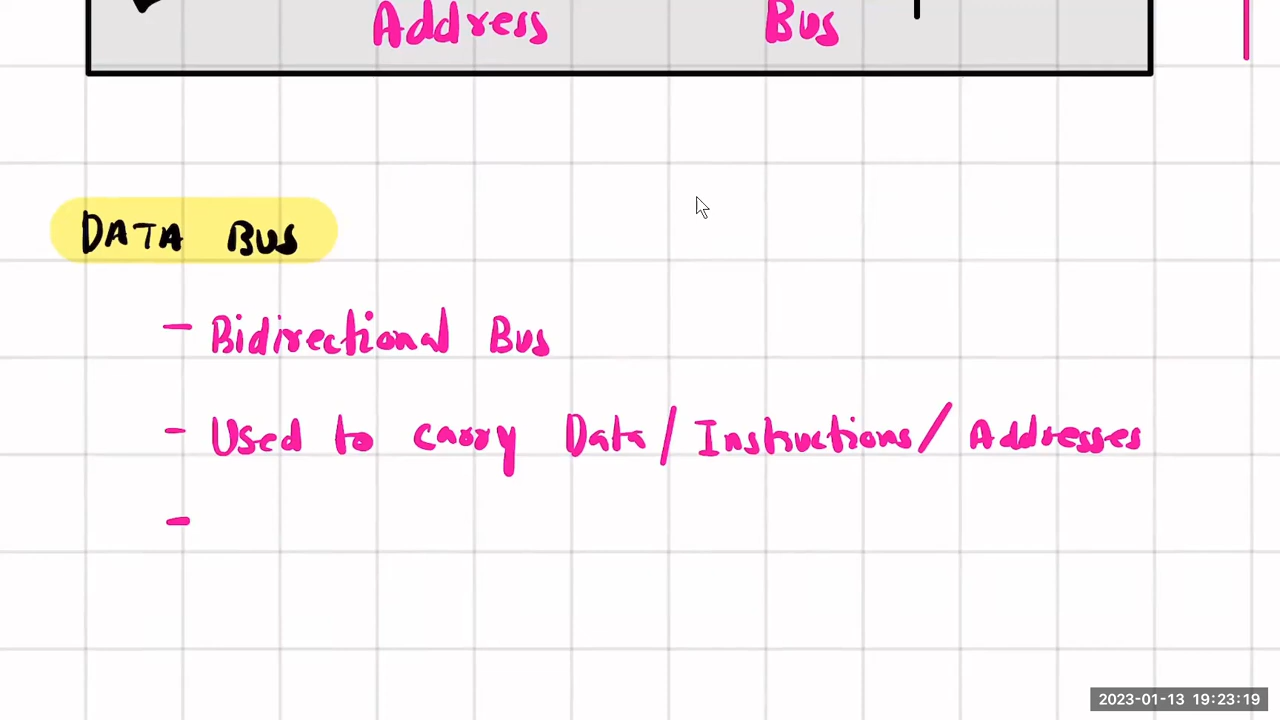 Address Bus
DATA BUS
- Bidirectional Bus
- Used to carry Data/Instructions/Addresses
-
2023-01-13 19:23:19